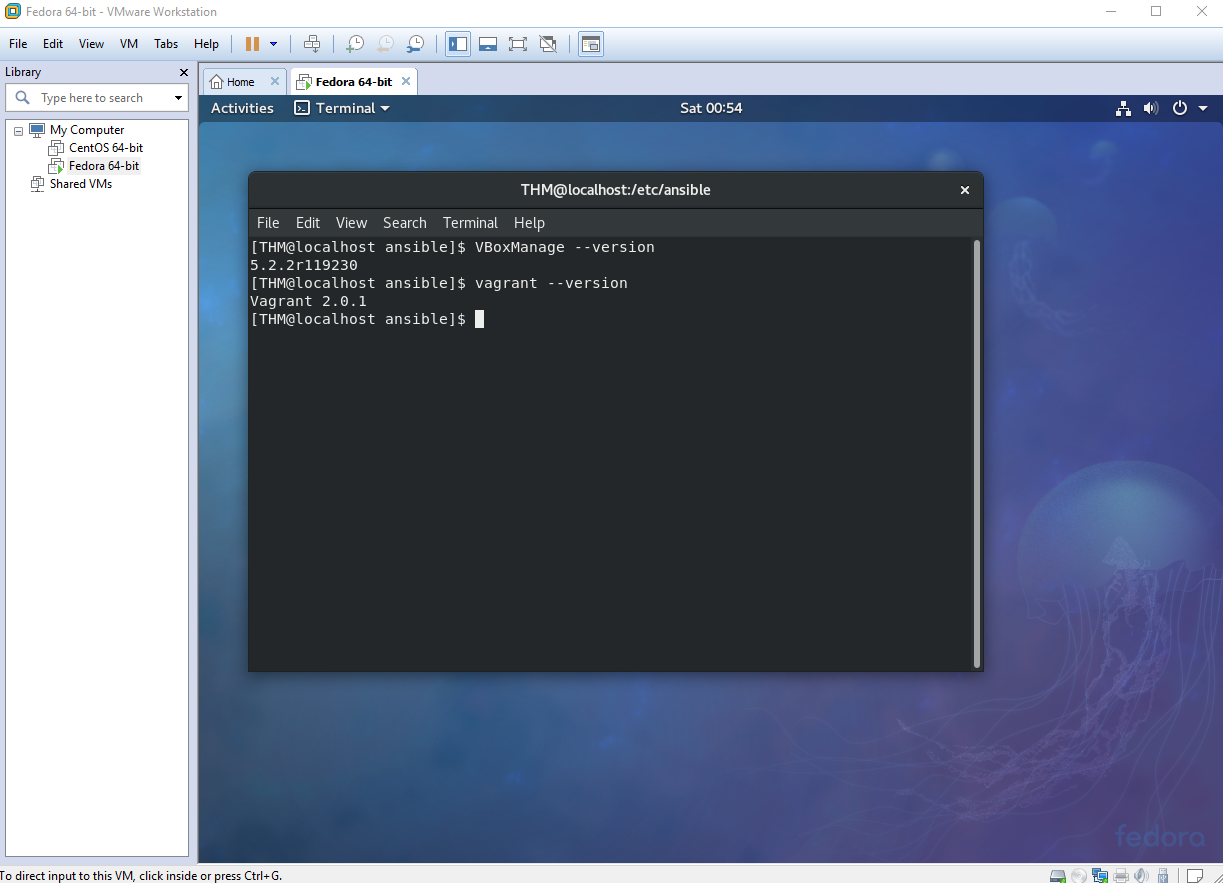 Fedora 64-bit - VMware Workstation
File Edit View VM Tabs Help
Library
Type here to search
My Computer
CentOS 64-bit
Fedora 64-bit
Shared VMs
Home Fedora 64-bit
Activities Terminal Sat 00:54
THM@localhost:/etc/ansible
File Edit View Search Terminal Help
[THM@localhost ansible]$ VBoxManage --version
5.2.2r119230
[THM@localhost ansible]$ vagrant --version
Vagrant 2.0.1
[THM@localhost ansible]$
fedora
To direct input to this VM, click inside or press Ctrl+G.